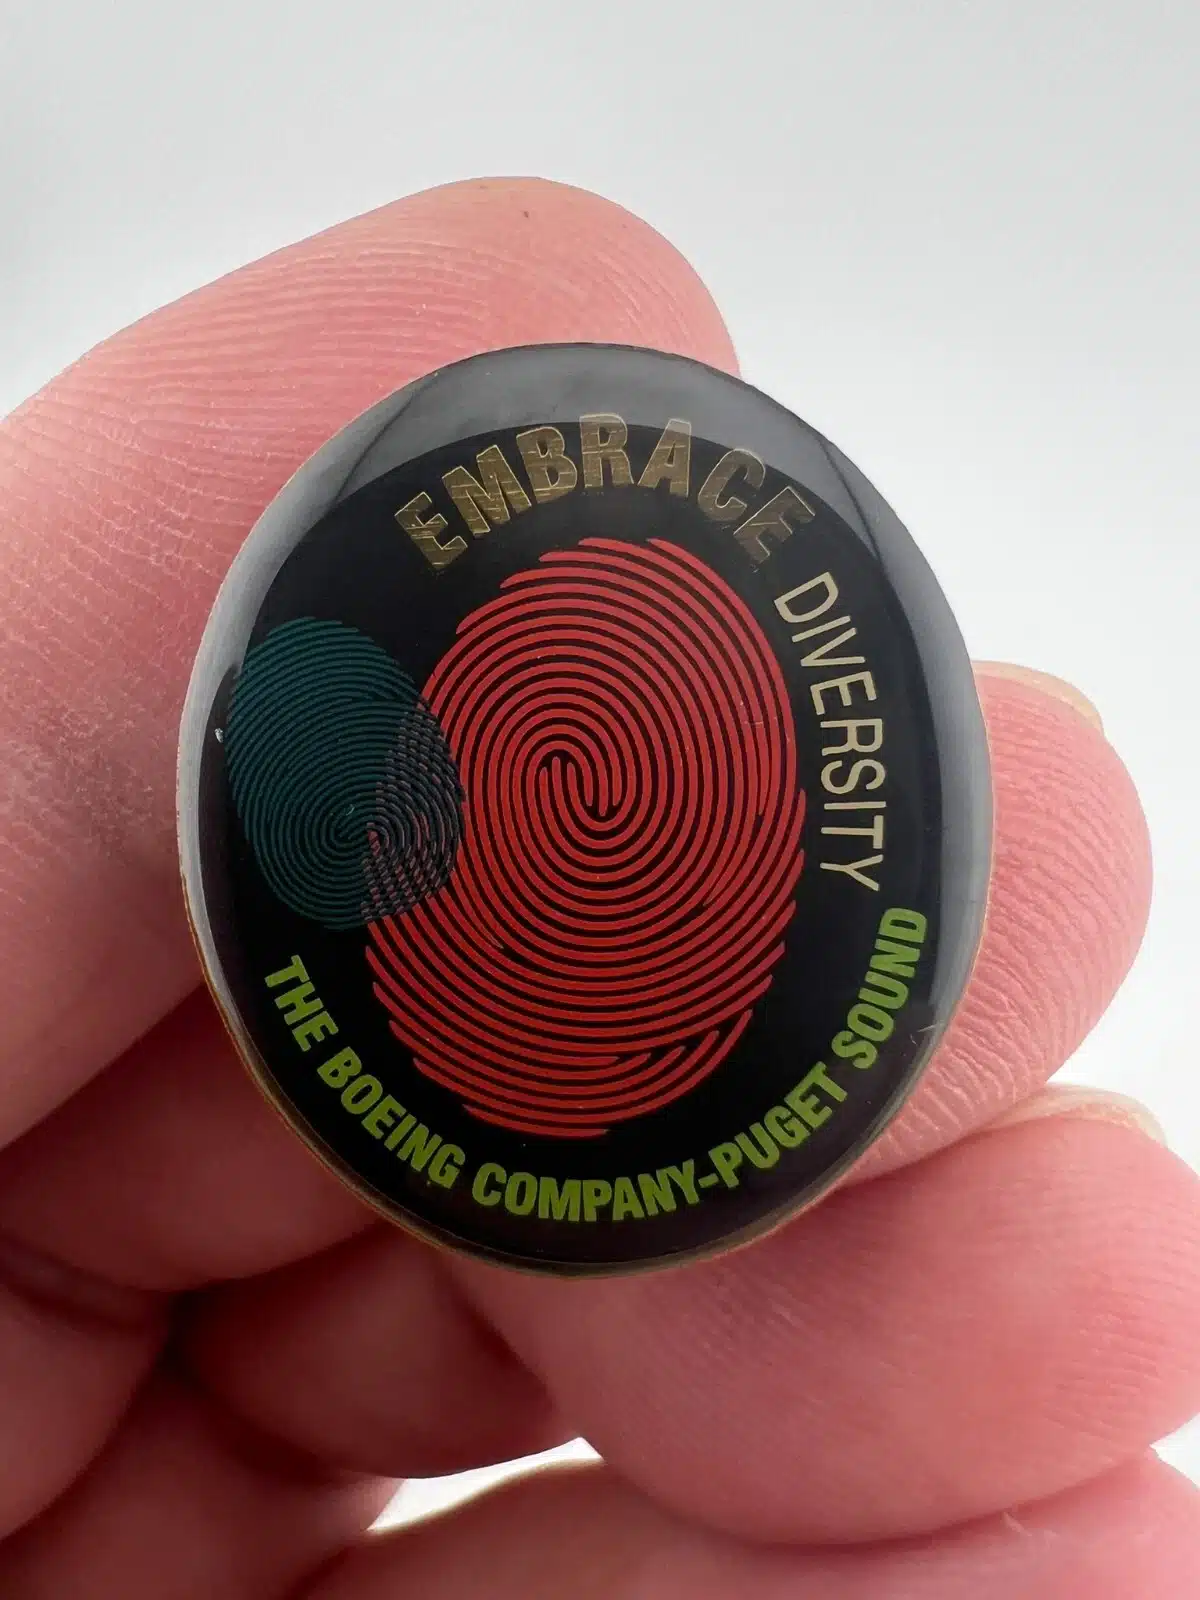 EMBRACE DIVERSITY
THE BOEING COMPANY-PUGET SOUND